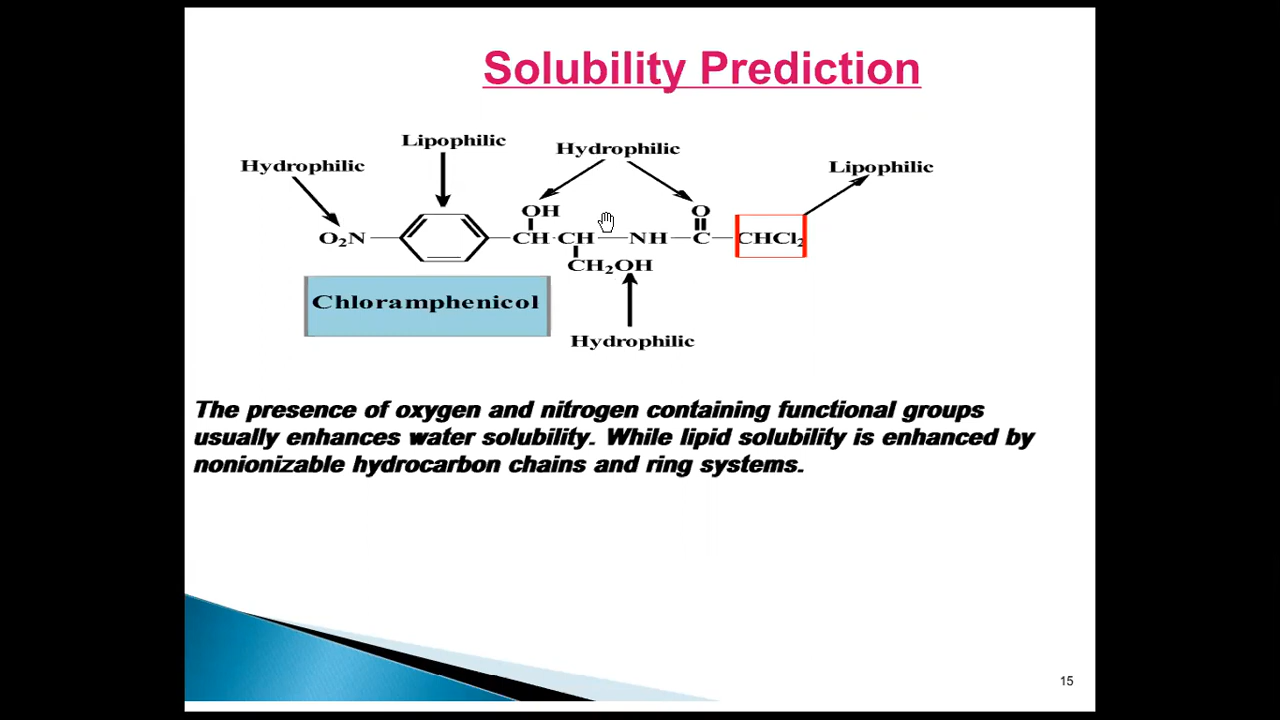 Solubility Prediction
Lipophilic
Hydrophilic
Hydrophilic
Lipophilic
OH
O
O₂N
CH
CH
NH
C
CHCl₂
CH₂OH
Chloramphenicol
Hydrophilic
The presence of oxygen and nitrogen containing functional groups
usually enhances water solubility. While lipid solubility is enhanced by
nonionizable hydrocarbon chains and ring systems.
15